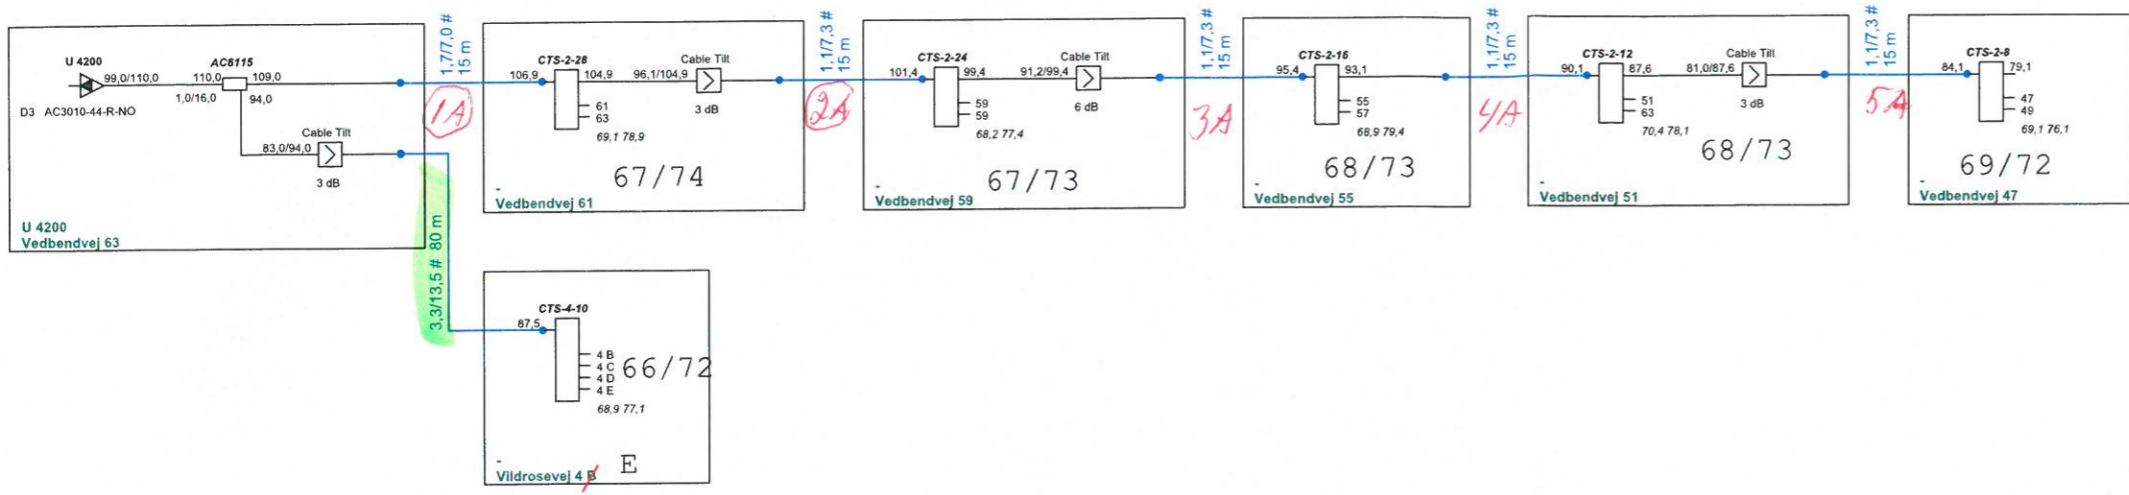 U 4200
99,0/110,0
D3 AC3010-44-R-NO
AC6115
110,0
109,0
1,0/16,0
94,0
83,0/94,0
Cable Tilt
3 dB
U 4200
Vedbendvej 63
1,7/7,0 #
15 m
1A
3,3/13,5 # 80 m
CTS-2-28
106,9
104,9
96,1/104,9
Cable Tilt
3 dB
61
63
69,1 78,9
67/74
-
Vedbendvej 61
1,1/7,3 #
15 m
2A
CTS-2-24
101,4
99,4
91,2/99,4
Cable Tilt
6 dB
59
59
68,2 77,4
67/73
-
Vedbendvej 59
1,1/7,3 #
15 m
3A
CTS-2-16
95,4
93,1
55
57
68,9 79,4
68/73
-
Vedbendvej 55
1,1/7,3 #
15 m
4A
CTS-2-12
90,1
87,6
81,0/87,6
Cable Tilt
3 dB
51
63
70,4 78,1
68/73
-
Vedbendvej 51
1,1/7,3 #
15 m
5A
CTS-2-8
84,1
79,1
47
49
69,1 76,1
69/72
-
Vedbendvej 47
CTS-4-10
87,5
4 B
4 C
4 D
4 E
66/72
68,9 77,1
E
-
Vildrosevej 4 B